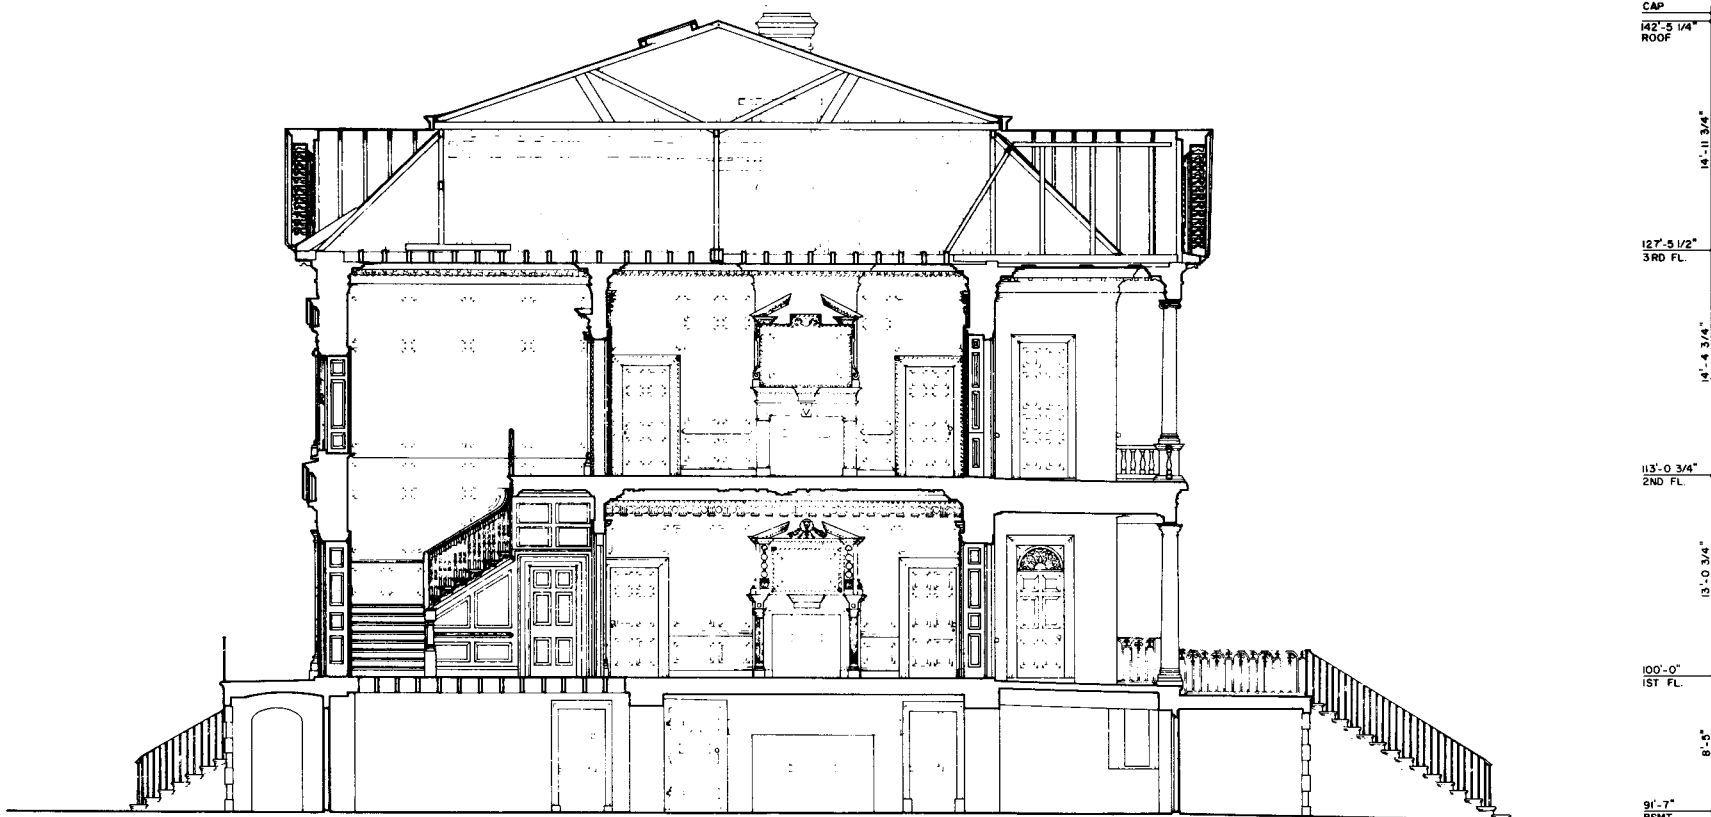 CAP
142'-5 1/4"
ROOF
14'-11 3/4"
127'-5 1/2"
3RD FL.
14'-4 3/4"
113'-0 3/4"
2ND FL.
13'-0 3/4"
100'-0"
1ST FL.
8'-5"
91'-7"
BSMT